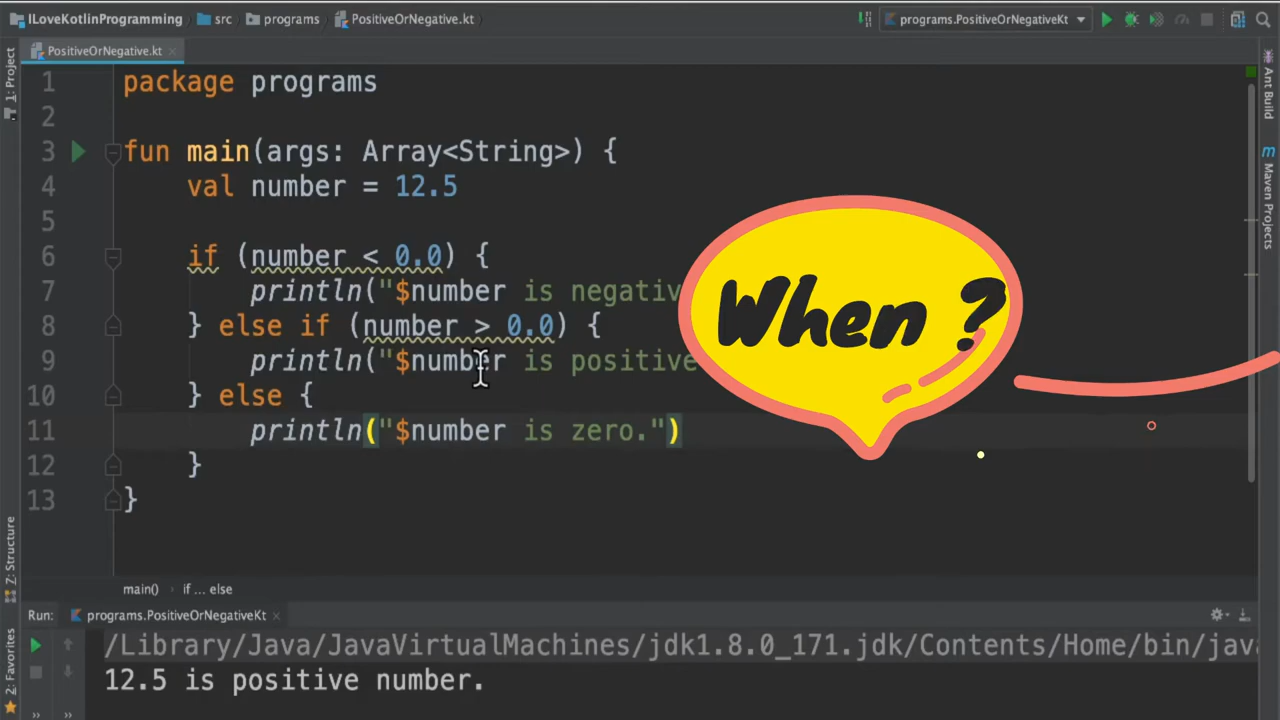 ILoveKotlinProgramming src programs PositiveOrNegative.kt programs.PositiveOrNegativeKt
PositiveOrNegative.kt
1: Project
Ant Build
Maven Projects
Z: Structure
2: Favorites
1 package programs
2
3 fun main(args: Array<String>) {
4 val number = 12.5
5
6 if (number < 0.0) {
7 println("$number is negativ
8 } else if (number > 0.0) {
9 println("$number is positive
10 } else {
11 println("$number is zero.")
12 }
13 }
When ?
main() if ... else
Run: programs.PositiveOrNegativeKt
/Library/Java/JavaVirtualMachines/jdk1.8.0_171.jdk/Contents/Home/bin/java
12.5 is positive number.